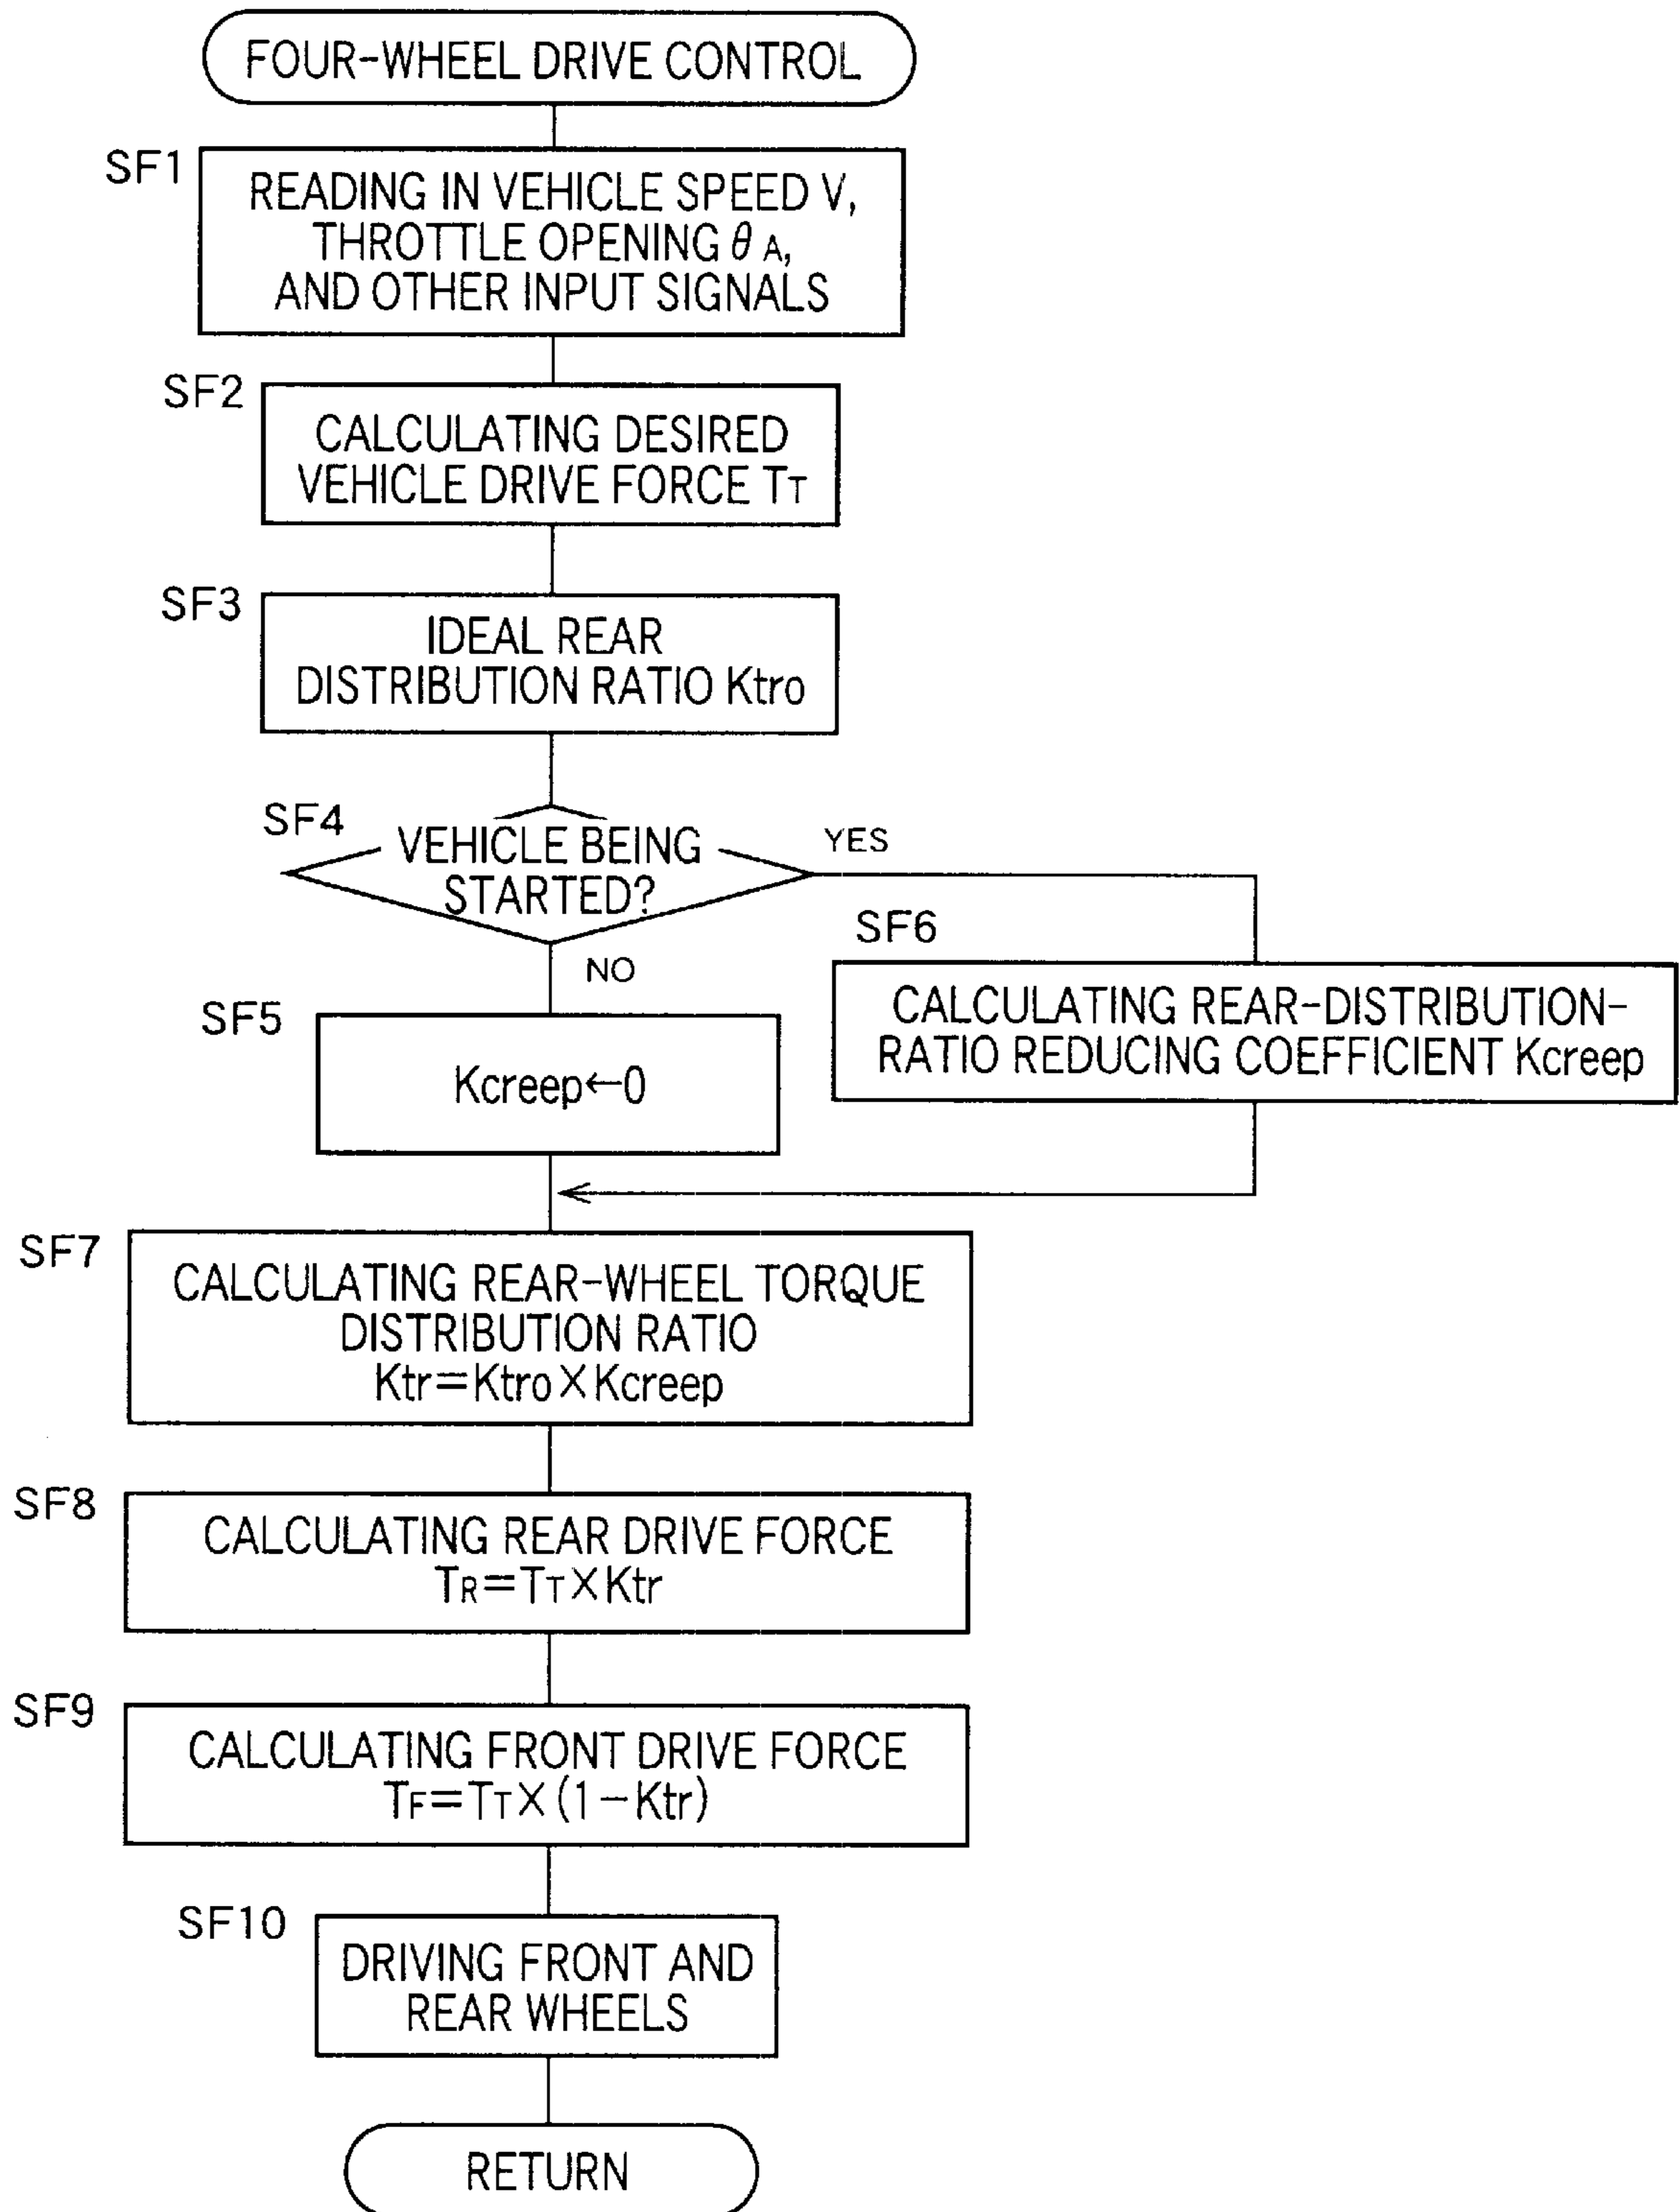 FOUR-WHEEL DRIVE CONTROL
SF1
READING IN VEHICLE SPEED V,
THROTTLE OPENING θA,
AND OTHER INPUT SIGNALS
SF2
CALCULATING DESIRED
VEHICLE DRIVE FORCE TT
SF3
IDEAL REAR
DISTRIBUTION RATIO Ktro
SF4
VEHICLE BEING
STARTED?
YES
NO
SF6
CALCULATING REAR-DISTRIBUTION-
RATIO REDUCING COEFFICIENT Kcreep
SF5
Kcreep←0
SF7
CALCULATING REAR-WHEEL TORQUE
DISTRIBUTION RATIO
Ktr=Ktro×Kcreep
SF8
CALCULATING REAR DRIVE FORCE
TR=TT×Ktr
SF9
CALCULATING FRONT DRIVE FORCE
TF=TT×(1-Ktr)
SF10
DRIVING FRONT AND
REAR WHEELS
RETURN